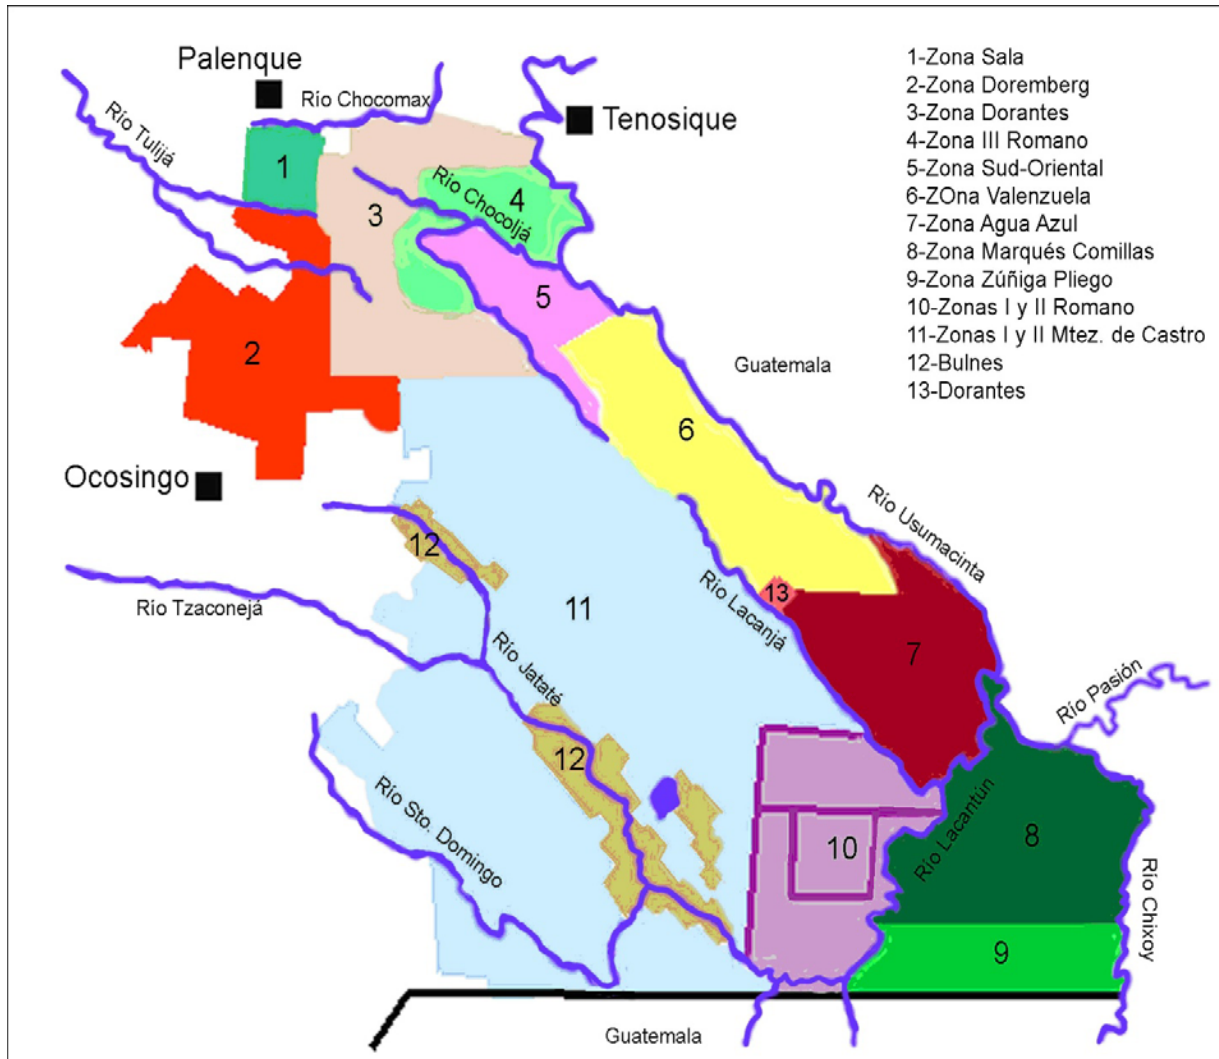 Palenque
Río Chocomax
Río Tulijá
Tenosique
1-Zona Sala
2-Zona Doremberg
3-Zona Dorantes
4-Zona III Romano
5-Zona Sud-Oriental
6-ZOna Valenzuela
7-Zona Agua Azul
8-Zona Marqués Comillas
9-Zona Zúñiga Pliego
10-Zonas I y II Romano
11-Zonas I y II Mtez. de Castro
12-Bulnes
13-Dorantes
1
3
4
Río Chocoljá
5
2
Guatemala
6
Ocosingo
Río Usumacinta
12
Río Tzaconejá
11
Río Lacanjá
13
7
Río Jataté
Río Pasión
12
Río Sto. Domingo
10
Río Lacantún
8
Río Chixoy
9
Guatemala